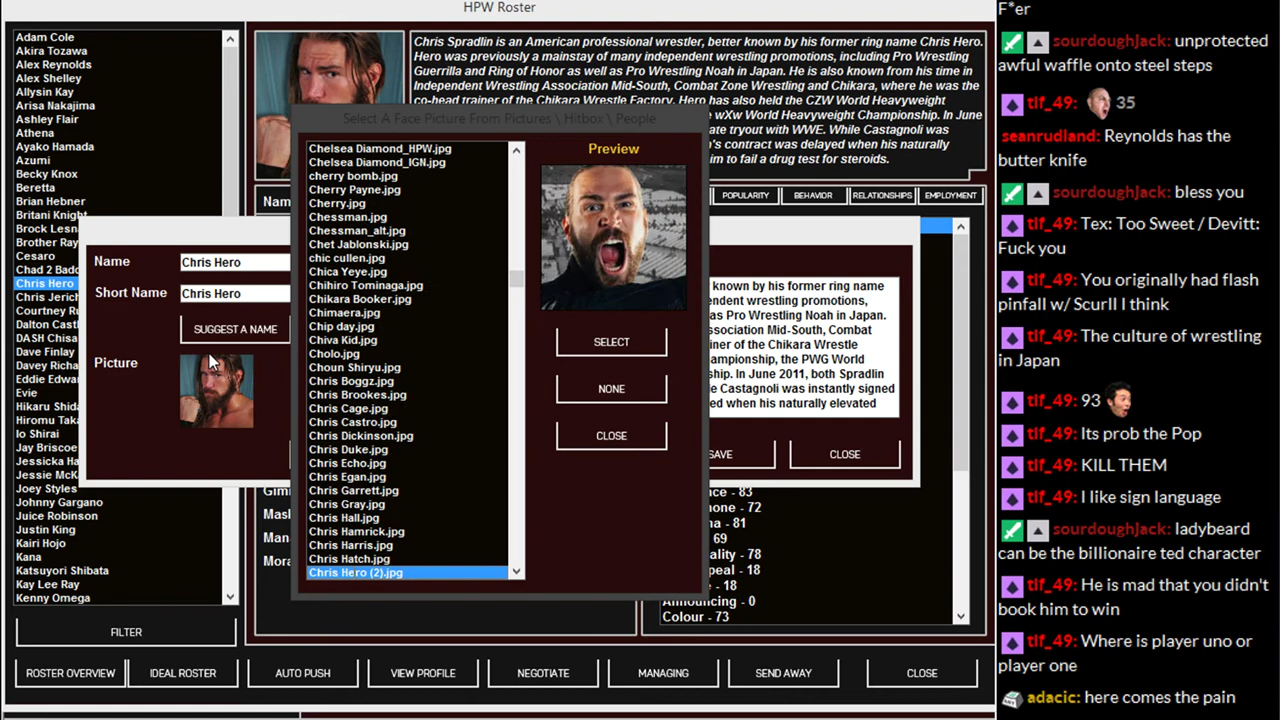 HPW Roster
Adam Cole
Akira Tozawa
Alex Reynolds
Alex Shelley
Allysin Kay
Arisa Nakajima
Ashley Flair
Athena
Ayako Hamada
Azumi
Becky Knox
Beretta
Brian Hebner
Britani Knight
Brock Lesn
Brother Ray
Cesaro
Chad 2 Bad
Chris Hero
Chris Jerich
Courtney Ru
Dalton Cast
DASH Chisa
Dave Finlay
Davey Richa
Eddie Edwar
Evie
Hikaru Shida
Hiromu Taka
Io Shirai
Jay Briscoe
Jessicka Ha
Jessie McK
Joey Styles
Johnny Gargano
Juice Robinson
Justin King
Kairi Hojo
Kana
Katsuyori Shibata
Kay Lee Ray
Kenny Omega
FILTER
ROSTER OVERVIEW
IDEAL ROSTER
AUTO PUSH
VIEW PROFILE
NEGOTIATE
MANAGING
SEND AWAY
CLOSE
Chris Spradlin is an American professional wrestler, better known by his former ring name Chris Hero.
Hero was previously a mainstay of many independent wrestling promotions, including Pro Wrestling
Guerrilla and Ring of Honor as well as Pro Wrestling Noah in Japan. He is also known from his time in
Independent Wrestling Association Mid-South, Combat Zone Wrestling and Chikara, where he was the
co-head trainer of the Chikara Wrestle Factory. Hero has also held the CZW World Heavyweight
wXw World Heavyweight Championship. In June
ate tryout with WWE. While Castagnoli was
's contract was delayed when his naturally
im to fail a drug test for steroids.
Nam
POPULARITY
BEHAVIOR
RELATIONSHIPS
EMPLOYMENT
Name
Chris Hero
Short Name
Chris Hero
SUGGEST A NAME
Picture
Select A Face Picture From Pictures \ Hitbox \ People
Chelsea Diamond_HPW.jpg
Chelsea Diamond_IGN.jpg
cherry bomb.jpg
Cherry Payne.jpg
Cherry.jpg
Chessman.jpg
Chessman_alt.jpg
Chet Jablonski.jpg
chic cullen.jpg
Chica Yeye.jpg
Chihiro Tominaga.jpg
Chikara Booker.jpg
Chimaera.jpg
Chip day.jpg
Chiva Kid.jpg
Cholo.jpg
Choun Shiryu.jpg
Chris Boggz.jpg
Chris Brookes.jpg
Chris Cage.jpg
Chris Castro.jpg
Chris Dickinson.jpg
Chris Duke.jpg
Chris Echo.jpg
Chris Egan.jpg
Chris Garrett.jpg
Chris Gray.jpg
Chris Hall.jpg
Chris Hamrick.jpg
Chris Harris.jpg
Chris Hatch.jpg
Chris Hero (2).jpg
Preview
SELECT
NONE
CLOSE
known by his former ring name
endent wrestling promotions,
as Pro Wrestling Noah in Japan.
Association Mid-South, Combat
iner of the Chikara Wrestle
ampionship, the PWG World
ship. In June 2011, both Spradlin
e Castagnoli was instantly signed
ed when his naturally elevated
SAVE
CLOSE
Gim
Mas
Man
Mora
nce - 83
one - 72
na - 81
69
ality - 78
peal - 18
e - 18
Announcing - 0
Colour - 73
F*er
sourdoughJack: unprotected
awful waffle onto steel steps
tlf_49: 35
seanrudland: Reynolds has the
butter knife
sourdoughJack: bless you
tlf_49: Tex: Too Sweet / Devitt:
Fuck you
tlf_49: You originally had flash
pinfall w/ Scurll I think
tlf_49: The culture of wrestling
in Japan
tlf_49: 93
tlf_49: Its prob the Pop
tlf_49: KILL THEM
tlf_49: I like sign language
sourdoughJack: ladybeard
can be the billionaire ted character
tlf_49: He is mad that you didn't
book him to win
tlf_49: Where is player uno or
player one
adacic: here comes the pain